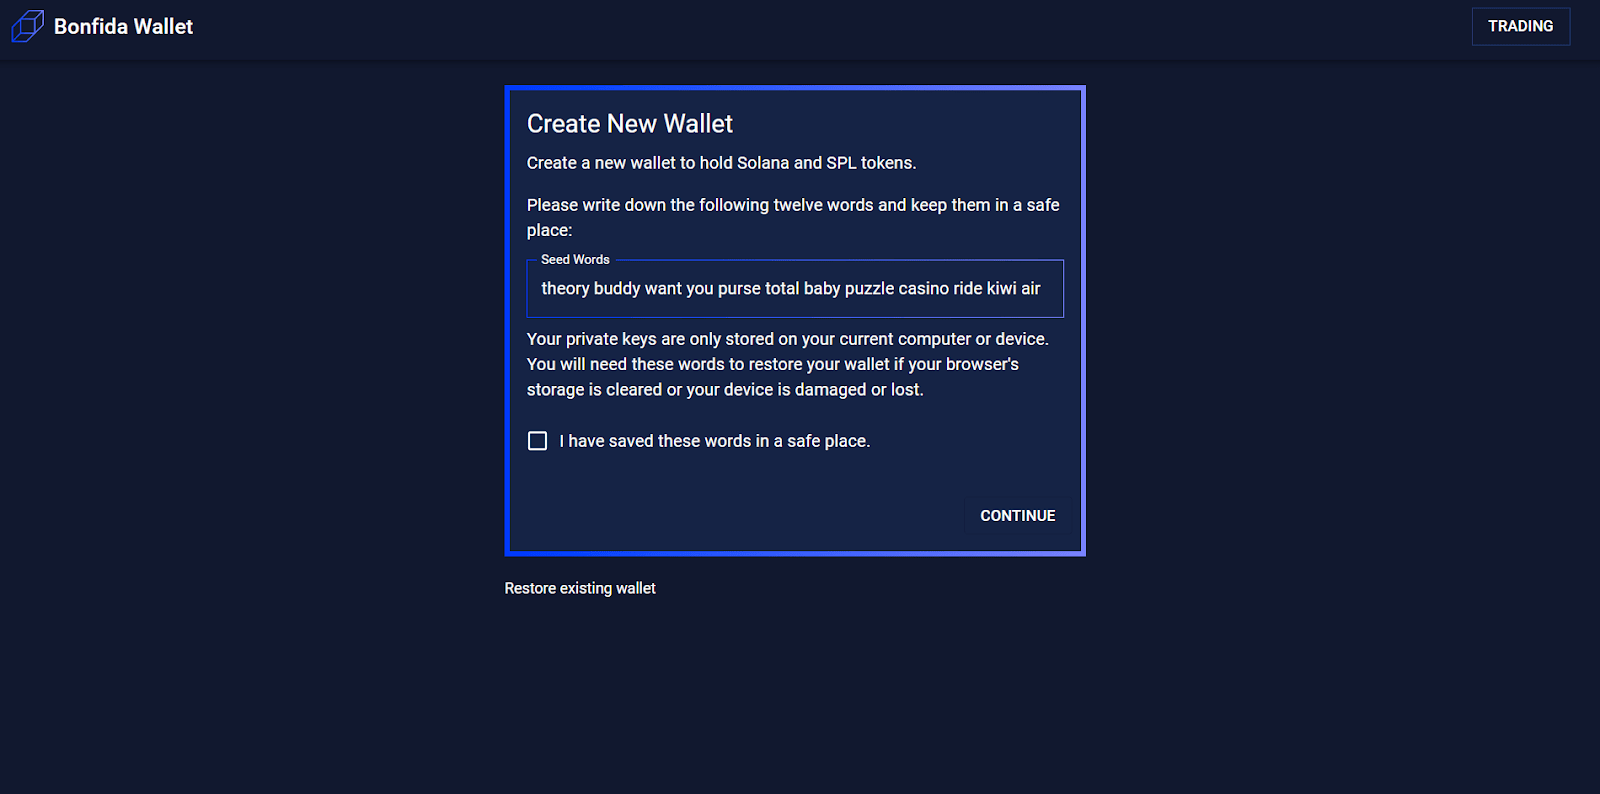 Bonfida Wallet
TRADING
Create New Wallet
Create a new wallet to hold Solana and SPL tokens.
Please write down the following twelve words and keep them in a safe
place:
Seed Words
theory buddy want you purse total baby puzzle casino ride kiwi air
Your private keys are only stored on your current computer or device.
You will need these words to restore your wallet if your browser's
storage is cleared or your device is damaged or lost.
I have saved these words in a safe place.
CONTINUE
Restore existing wallet